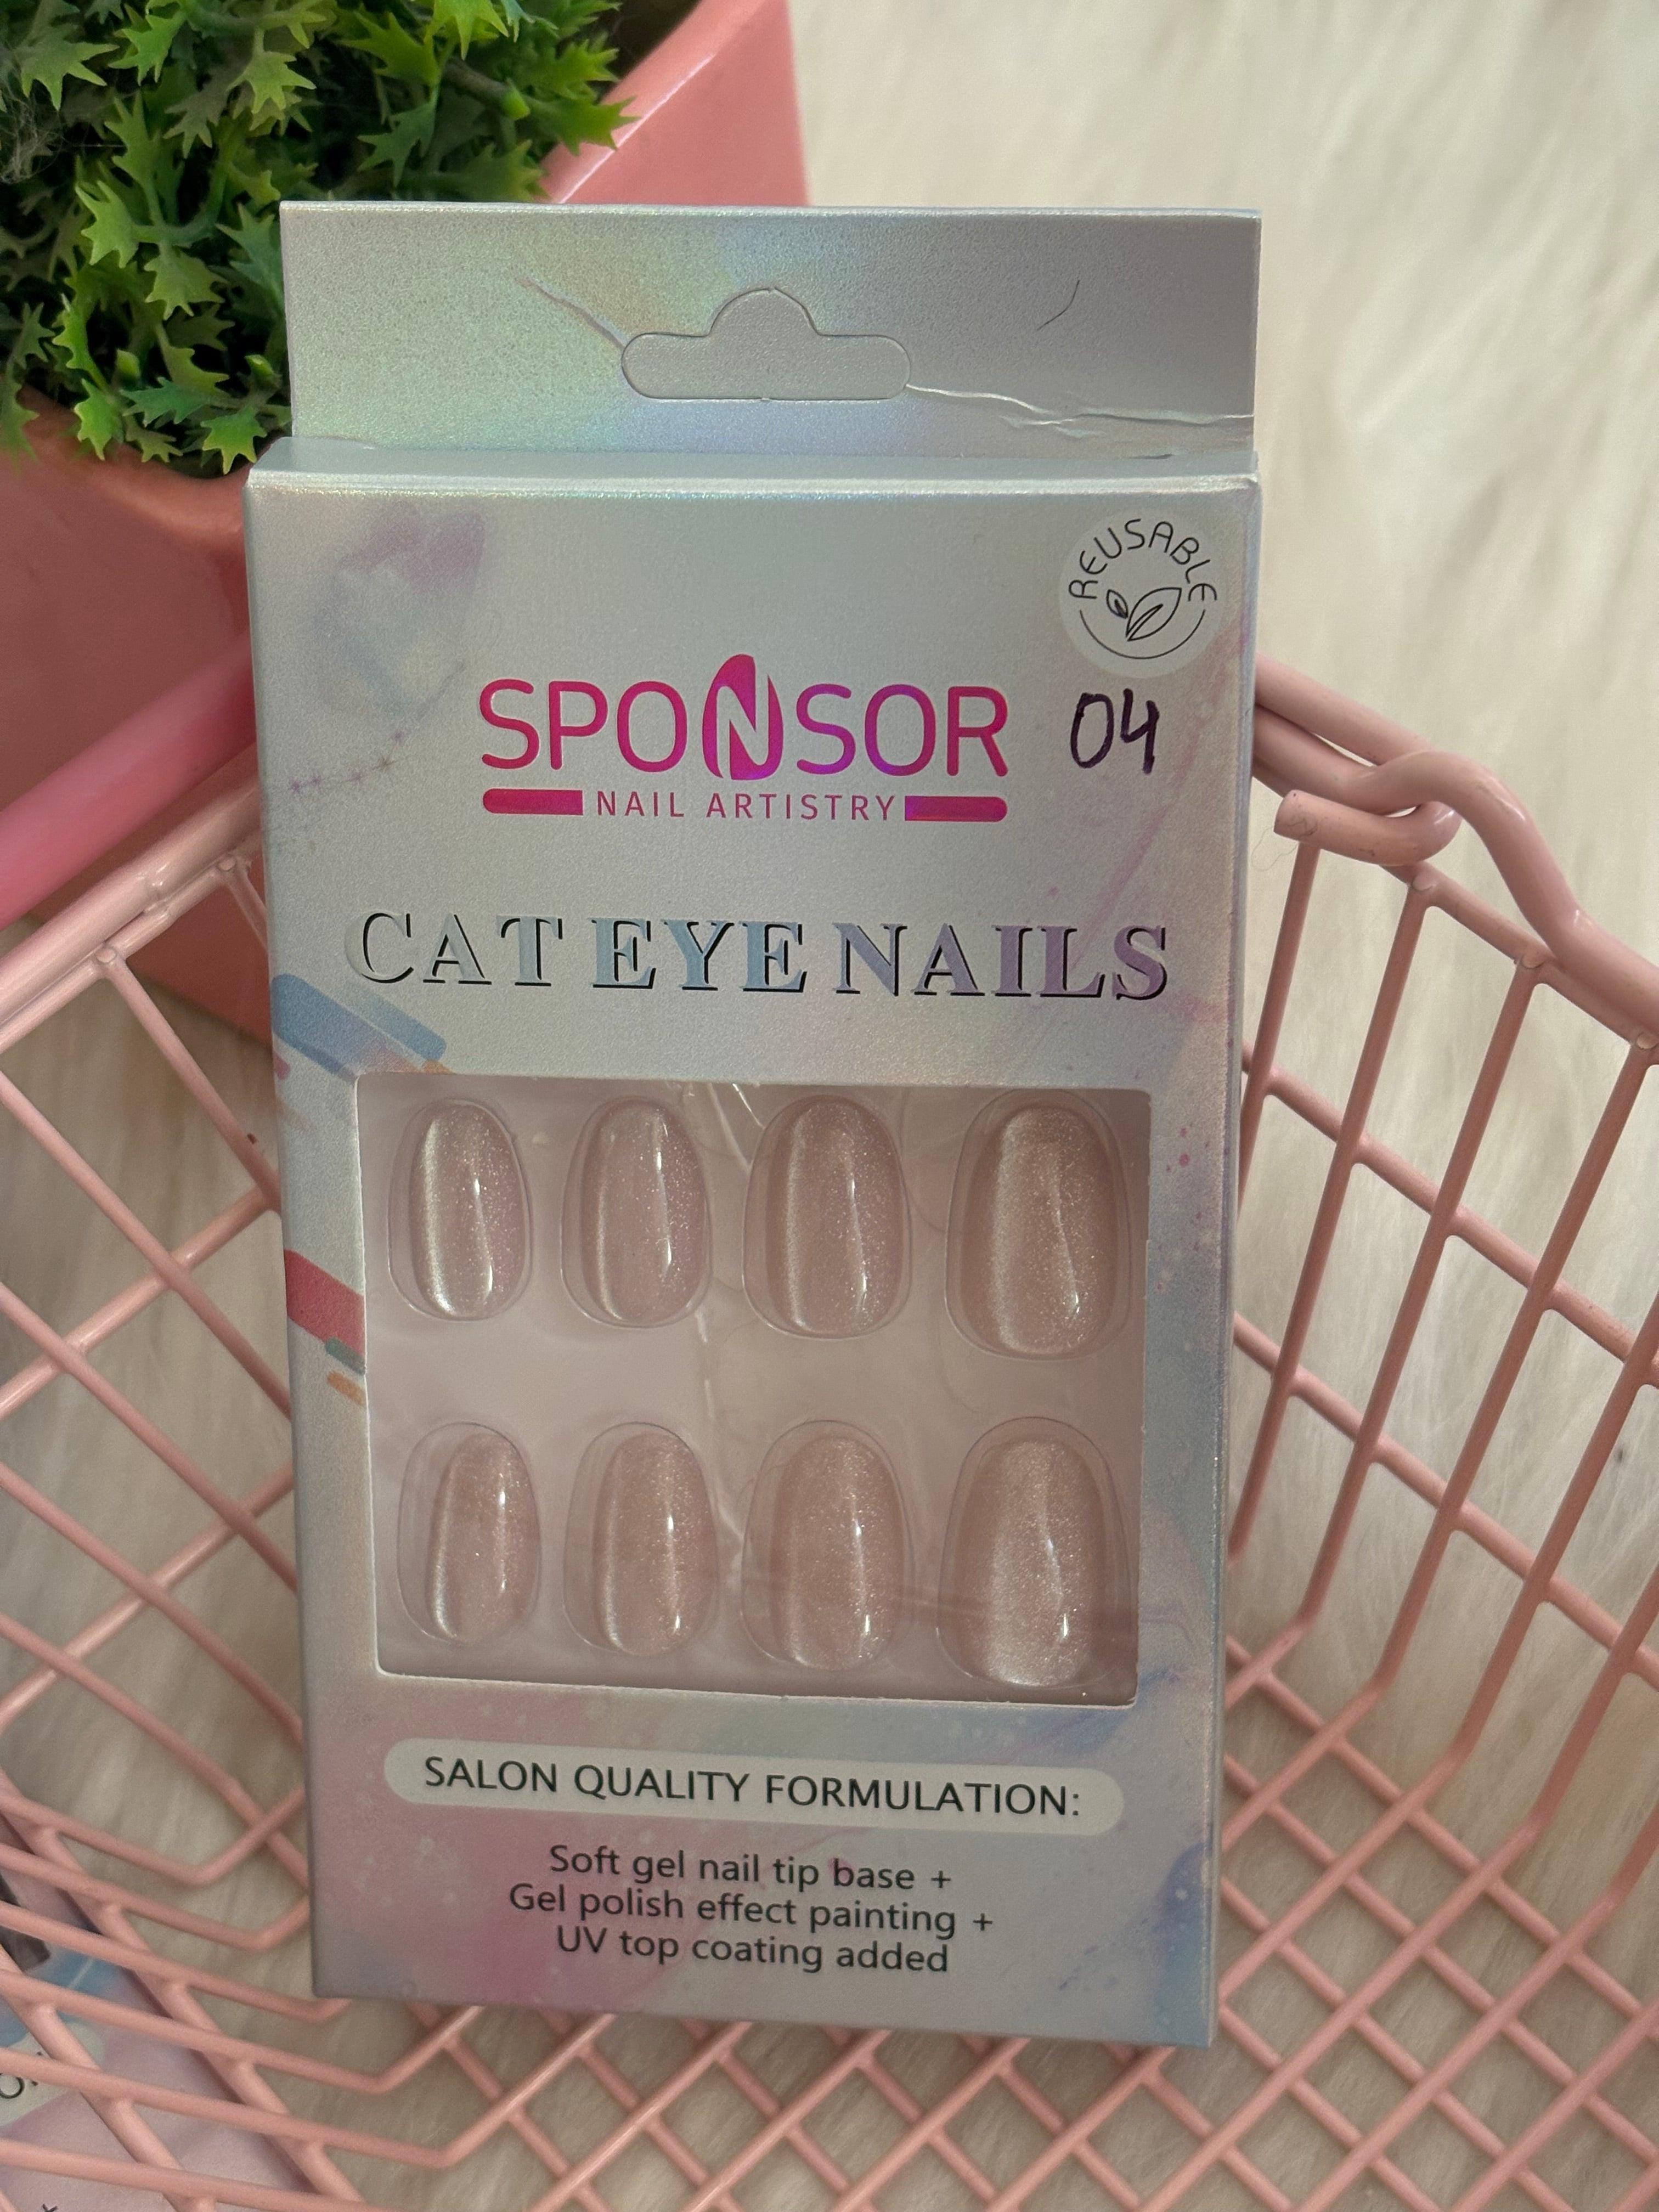 REUSABLE
SPONSOR
04
NAIL ARTISTRY
CAT EYE NAILS
SALON QUALITY FORMULATION:
Soft gel nail tip base +
Gel polish effect painting +
UV top coating added